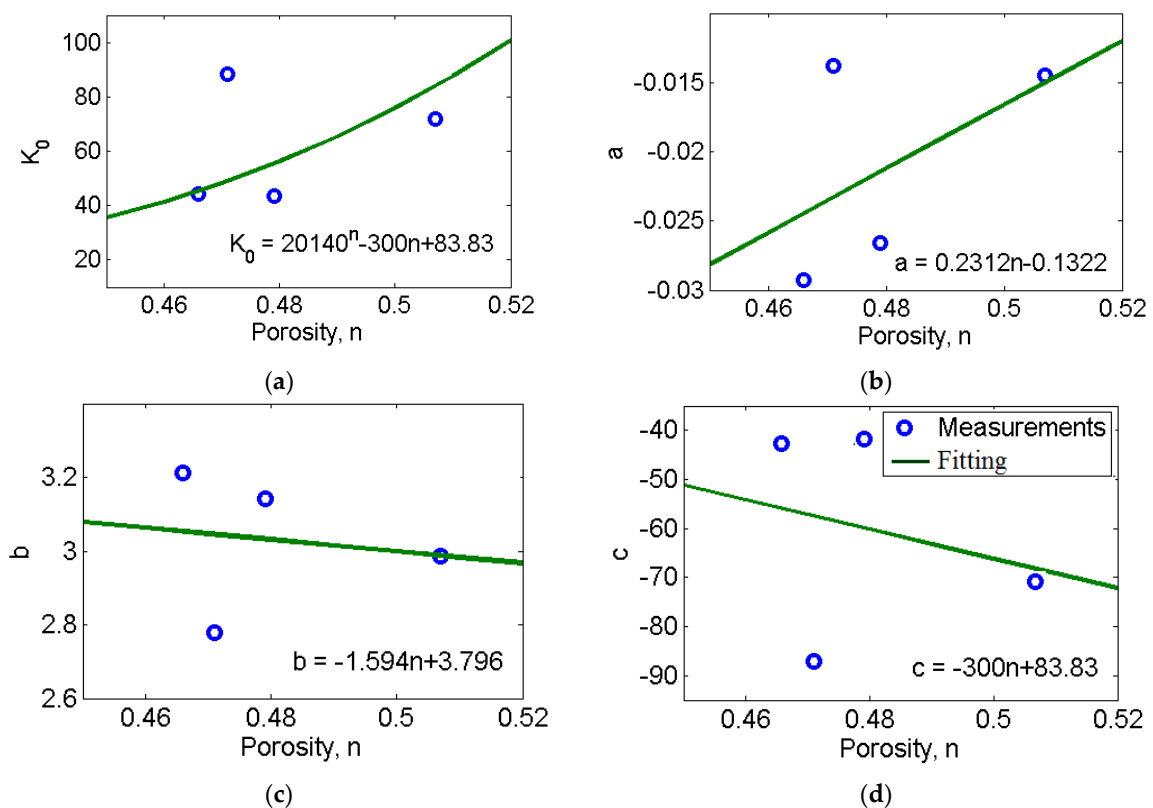 100
80
60
40
20
K₀
K₀ = 20140ⁿ-300n+83.83
0.46 0.48 0.5 0.52
Porosity, n
(a)
-0.015
-0.02
-0.025
-0.03
a
a = 0.2312n-0.1322
0.46 0.48 0.5 0.52
Porosity, n
(b)
3.2
3
2.8
2.6
b
b = -1.594n+3.796
0.46 0.48 0.5 0.52
Porosity, n
(c)
-40
-50
-60
-70
-80
-90
c
Measurements
Fitting
c = -300n+83.83
0.46 0.48 0.5 0.52
Porosity, n
(d)